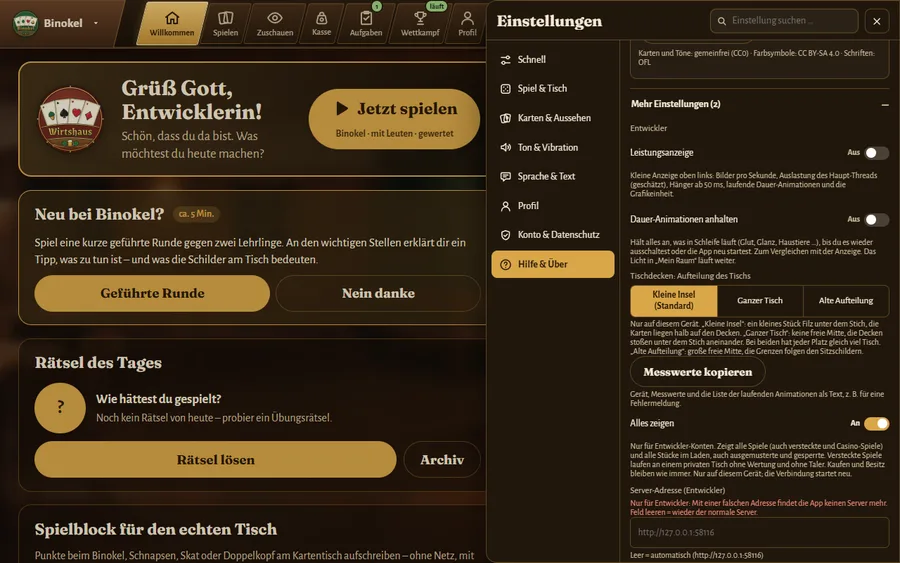 Binokel
Willkommen
Spielen
Zuschauen
Kasse
1
Aufgaben
läuft
Wettkampf
Profil
Wirtshaus
Grüß Gott,
Entwicklerin!
Schön, dass du da bist. Was
möchtest du heute machen?
Jetzt spielen
Binokel · mit Leuten · gewertet
Neu bei Binokel?
ca. 5 Min.
Spiel eine kurze geführte Runde gegen zwei Lehrlinge. An den wichtigen Stellen erklärt dir ein
Tipp, was zu tun ist – und was die Schilder am Tisch bedeuten.
Geführte Runde
Nein danke
Rätsel des Tages
?
Wie hättest du gespielt?
Noch kein Rätsel von heute – probier ein Übungsrätsel.
Rätsel lösen
Archiv
Spielblock für den echten Tisch
Punkte beim Binokel, Schnapsen, Skat oder Doppelkopf am Kartentisch aufschreiben – ohne Netz, mit
Einstellungen
Einstellung suchen ...
Schnell
Spiel & Tisch
Karten & Aussehen
Ton & Vibration
Sprache & Text
Profil
Konto & Datenschutz
Hilfe & Über
Karten und Töne: gemeinfrei (CC0) · Farbsymbole: CC BY-SA 4.0 · Schriften:
OFL
Mehr Einstellungen (2)
Entwickler
Leistungsanzeige
Aus
Kleine Anzeige oben links: Bilder pro Sekunde, Auslastung des Haupt-Threads
(geschätzt), Hänger ab 50 ms, laufende Dauer-Animationen und die
Grafikeinheit.
Dauer-Animationen anhalten
Aus
Hält alles an, was in Schleife läuft (Glut, Glanz, Haustiere ...), bis du es wieder
ausschaltest oder die App neu startest. Zum Vergleichen mit der Anzeige. Das
Licht in „Mein Raum“ läuft weiter.
Tischdecken: Aufteilung des Tischs
Kleine Insel
(Standard)
Ganzer Tisch
Alte Aufteilung
Nur auf diesem Gerät. „Kleine Insel“: ein kleines Stück Filz unter dem Stich, die
Karten liegen halb auf den Decken. „Ganzer Tisch“: keine freie Mitte, die Decken
stoßen unter dem Stich aneinander. Bei beiden hat jeder Platz gleich viel Tisch.
„Alte Aufteilung“: große freie Mitte, die Grenzen folgen den Sitzschildern.
Messwerte kopieren
Gerät, Messwerte und die Liste der laufenden Animationen als Text, z. B. für eine
Fehlermeldung.
Alles zeigen
An
Nur für Entwickler-Konten. Zeigt alle Spiele (auch versteckte und Casino-Spiele)
und alle Stücke im Laden, auch ausgemusterte und gesperrte. Versteckte Spiele
laufen an einem privaten Tisch ohne Wertung und ohne Taler. Kaufen und Besitz
bleiben wie immer. Nur auf diesem Gerät; die Verbindung startet neu.
Server-Adresse (Entwickler)
Nur für Entwickler: Mit einer falschen Adresse findet die App keinen Server mehr.
Feld leeren = wieder der normale Server.
http://127.0.0.1:58116
Leer = automatisch (http://127.0.0.1:58116)